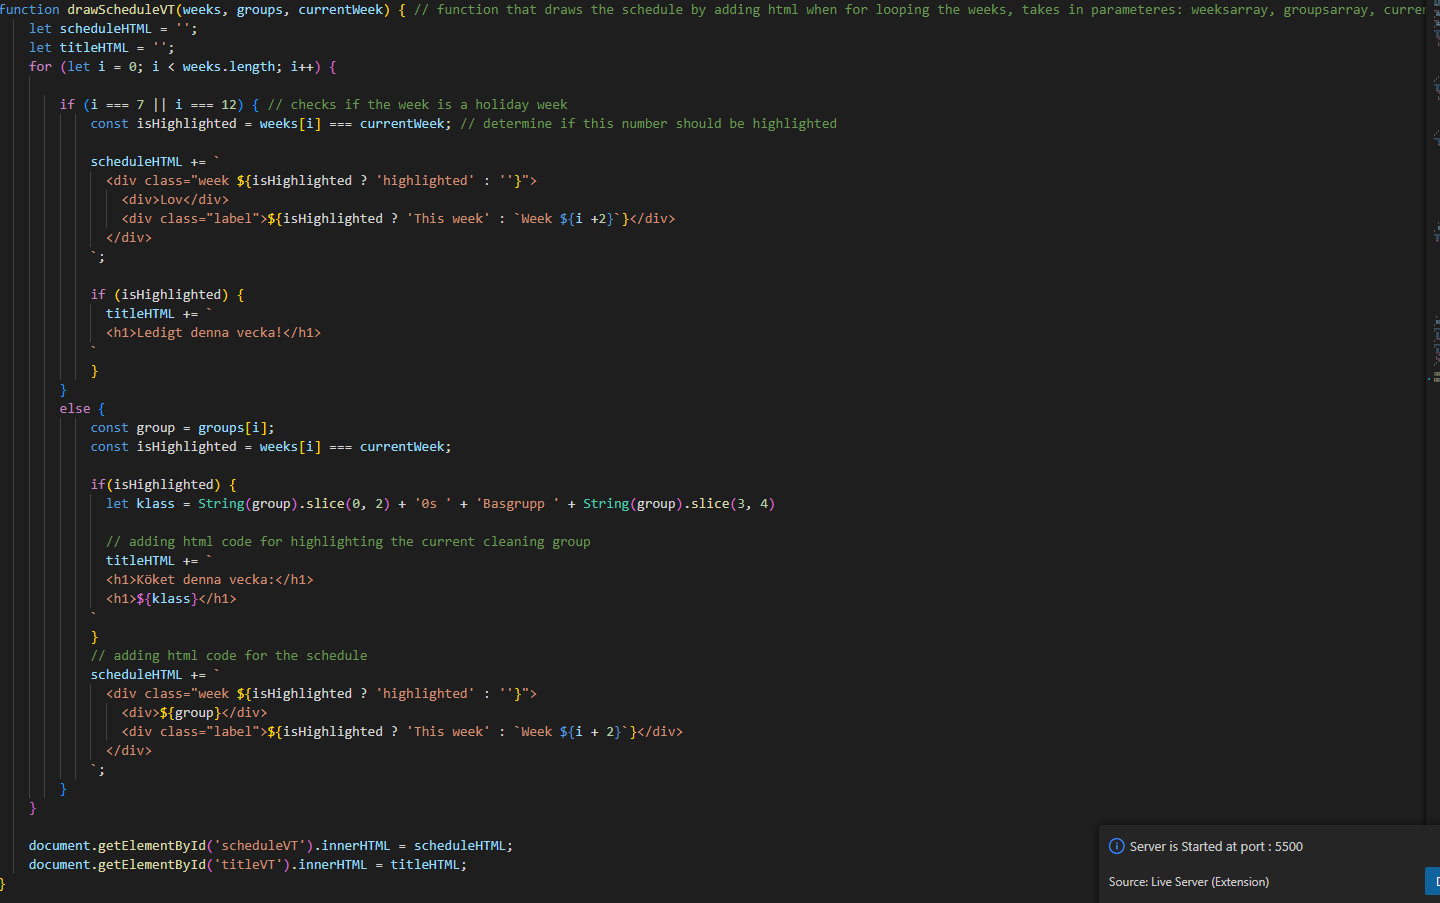 function drawScheduleVT(weeks, groups, currentWeek) { // function that draws the schedule by adding html when for looping the weeks, takes in parameteres: weeksarray, groupsarray,
let scheduleHTML = '';
let titleHTML = '';
for (let i = 0; i < weeks.length; i++) {
if (i === 7 || i === 12) { // checks if the week is a holiday week
const isHighlighted = weeks[i] === currentWeek; // determine if this number should be highlighted
scheduleHTML += `
<div class="week ${isHighlighted ? 'highlighted' : ''}">
<div>Lov</div>
<div class="label">${isHighlighted ? 'This week' : `Week ${i +2}`}</div>
</div>
`;
if (isHighlighted) {
titleHTML += `
<h1>Ledigt denna vecka!</h1>
`
}
}
else {
const group = groups[i];
const isHighlighted = weeks[i] === currentWeek;
if(isHighlighted) {
let klass = String(group).slice(0, 2) + '0s ' + 'Basgrupp ' + String(group).slice(3, 4)
// adding html code for highlighting the current cleaning group
titleHTML += `
<h1>Köket denna vecka:</h1>
<h1>${klass}</h1>
`
}
// adding html code for the schedule
scheduleHTML += `
<div class="week ${isHighlighted ? 'highlighted' : ''}">
<div>${group}</div>
<div class="label">${isHighlighted ? 'This week' : `Week ${i + 2}`}</div>
</div>
`;
}
}
document.getElementById('scheduleVT').innerHTML = scheduleHTML;
document.getElementById('titleVT').innerHTML = titleHTML;
}
Server is Started at port : 5500
Source: Live Server (Extension)